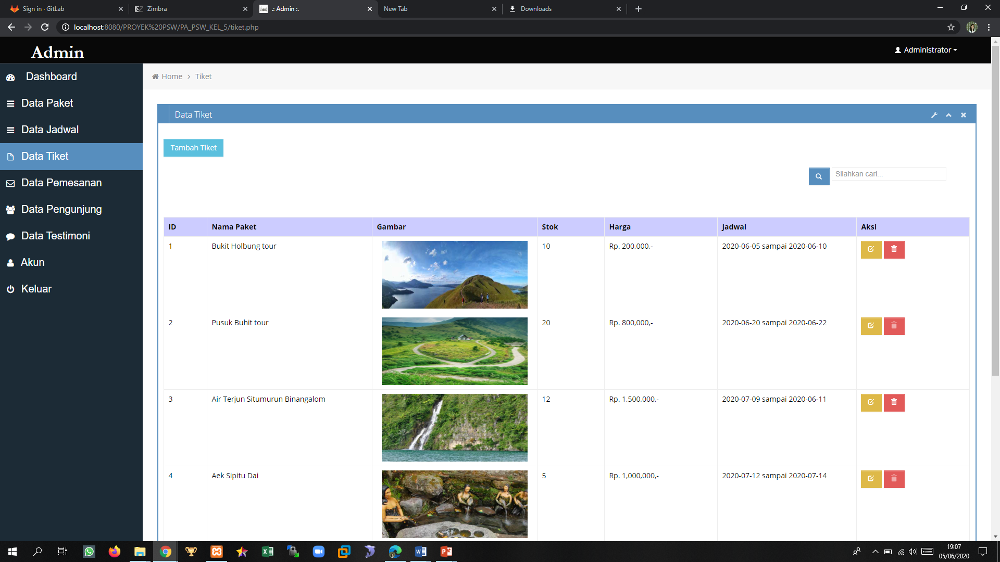 Sign in · GitLab
Zimbra
.: Admin :.
New Tab
Downloads
localhost:8080/PROYEK%20PSW/PA_PSW_KEL_5/tiket.php
Admin
Administrator
Dashboard
Data Paket
Data Jadwal
Data Tiket
Data Pemesanan
Data Pengunjung
Data Testimoni
Akun
Keluar
Home > Tiket
Data Tiket
Tambah Tiket
Silahkan cari...
ID Nama Paket Gambar Stok Harga Jadwal Aksi
1 Bukit Holbung tour 10 Rp. 200,000,- 2020-06-05 sampai 2020-06-10
2 Pusuk Buhit tour 20 Rp. 800,000,- 2020-06-20 sampai 2020-06-22
3 Air Terjun Situmurun Binangalom 12 Rp. 1,500,000,- 2020-07-09 sampai 2020-06-11
4 Aek Sipitu Dai 5 Rp. 1,000,000,- 2020-07-12 sampai 2020-07-14
19:07
05/06/2020